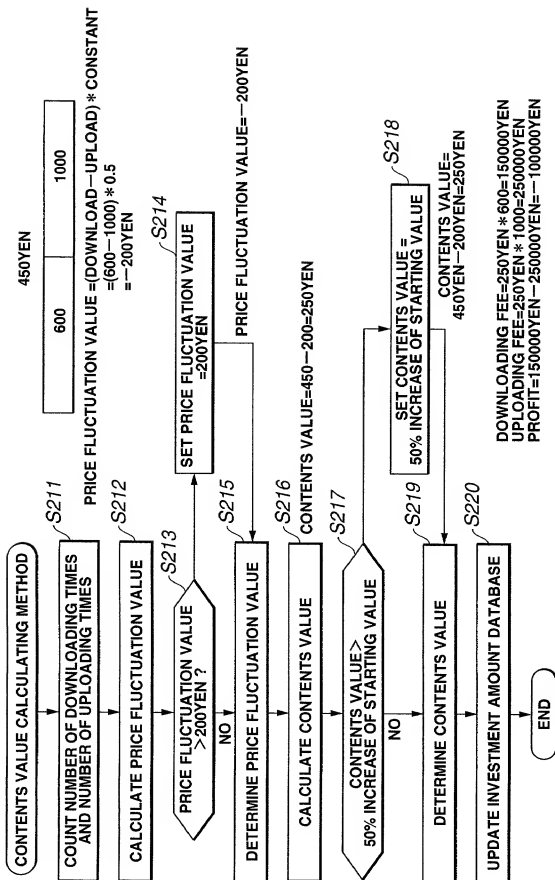 CONTENTS VALUE CALCULATING METHOD
S211
COUNT NUMBER OF DOWNLOADING TIMES
AND NUMBER OF UPLOADING TIMES
450YEN
600
1000
PRICE FLUCTUATION VALUE =(DOWNLOAD−UPLOAD)*CONSTANT
=(600−1000)*0.5
=−200YEN
S212
CALCULATE PRICE FLUCTUATION VALUE
S213
PRICE FLUCTUATION VALUE
>200YEN ?
NO
S214
SET PRICE FLUCTUATION VALUE
=200YEN
PRICE FLUCTUATION VALUE=−200YEN
S215
DETERMINE PRICE FLUCTUATION VALUE
S216
CALCULATE CONTENTS VALUE
CONTENTS VALUE=450−200=250YEN
S217
CONTENTS VALUE>
50% INCREASE OF STARTING VALUE
NO
S218
SET CONTENTS VALUE =
50% INCREASE OF STARTING VALUE
CONTENTS VALUE=
450YEN−200YEN=250YEN
S219
DETERMINE CONTENTS VALUE
S220
UPDATE INVESTMENT AMOUNT DATABASE
DOWNLOADING FEE=250YEN*600=150000YEN
UPLOADING FEE=250YEN*1000=250000YEN
PROFIT=150000YEN−250000YEN=−100000YEN
END